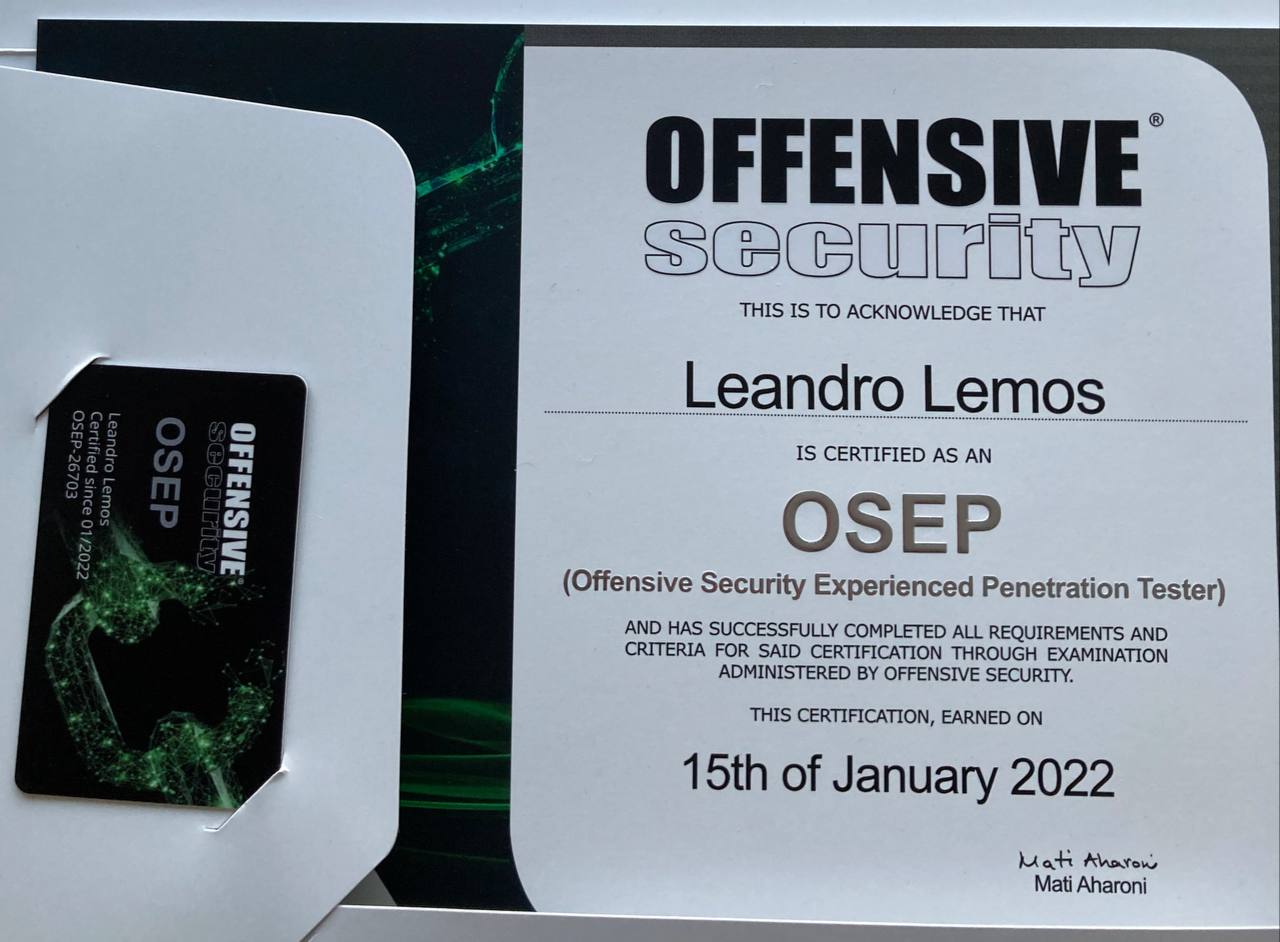 OFFENSIVE®
security
THIS IS TO ACKNOWLEDGE THAT
Leandro Lemos
IS CERTIFIED AS AN
OSEP
(Offensive Security Experienced Penetration Tester)
AND HAS SUCCESSFULLY COMPLETED ALL REQUIREMENTS AND
CRITERIA FOR SAID CERTIFICATION THROUGH EXAMINATION
ADMINISTERED BY OFFENSIVE SECURITY.
THIS CERTIFICATION, EARNED ON
15th of January 2022
Mati Aharoni
Mati Aharoni
OFFENSIVE®
security
OSEP
Leandro Lemos
Certified since 01/2022
OSEP-26703